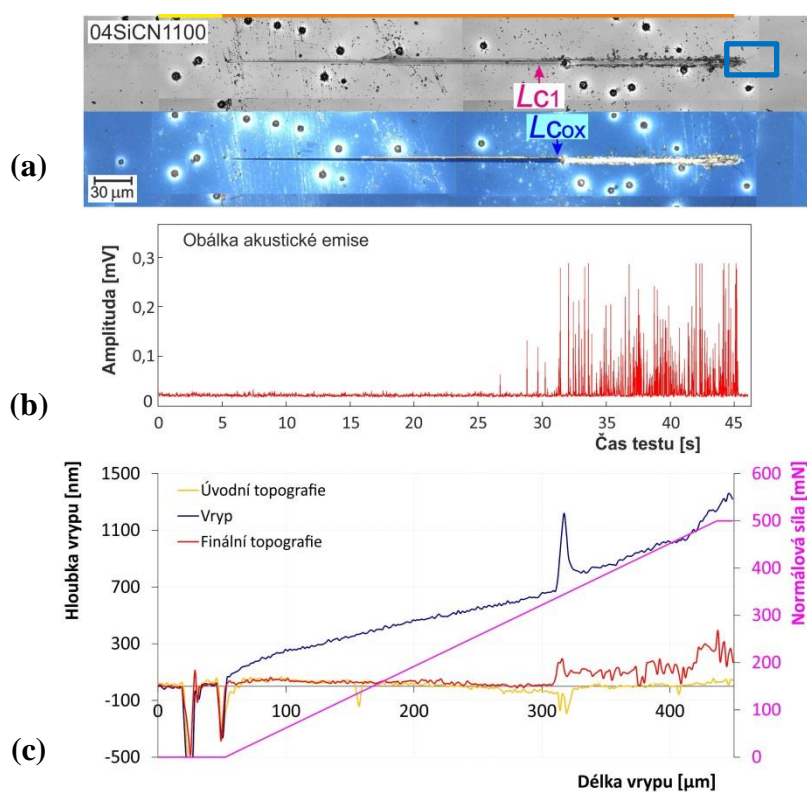 04SiCN1100
LC1
LCox
(a)
30 µm
Obálka akustické emise
Amplituda [mV]
0,3
0,2
0,1
0
(b)
0 5 10 15 20 25 30 35 40 45
Čas testu [s]
Hloubka vrypu [nm]
1500
1100
700
300
-100
-500
Úvodní topografie
Vryp
Finální topografie
600
500
400
300
200
100
0
Normálová síla [mN]
0 100 200 300 400
(c)
Délka vrypu [µm]